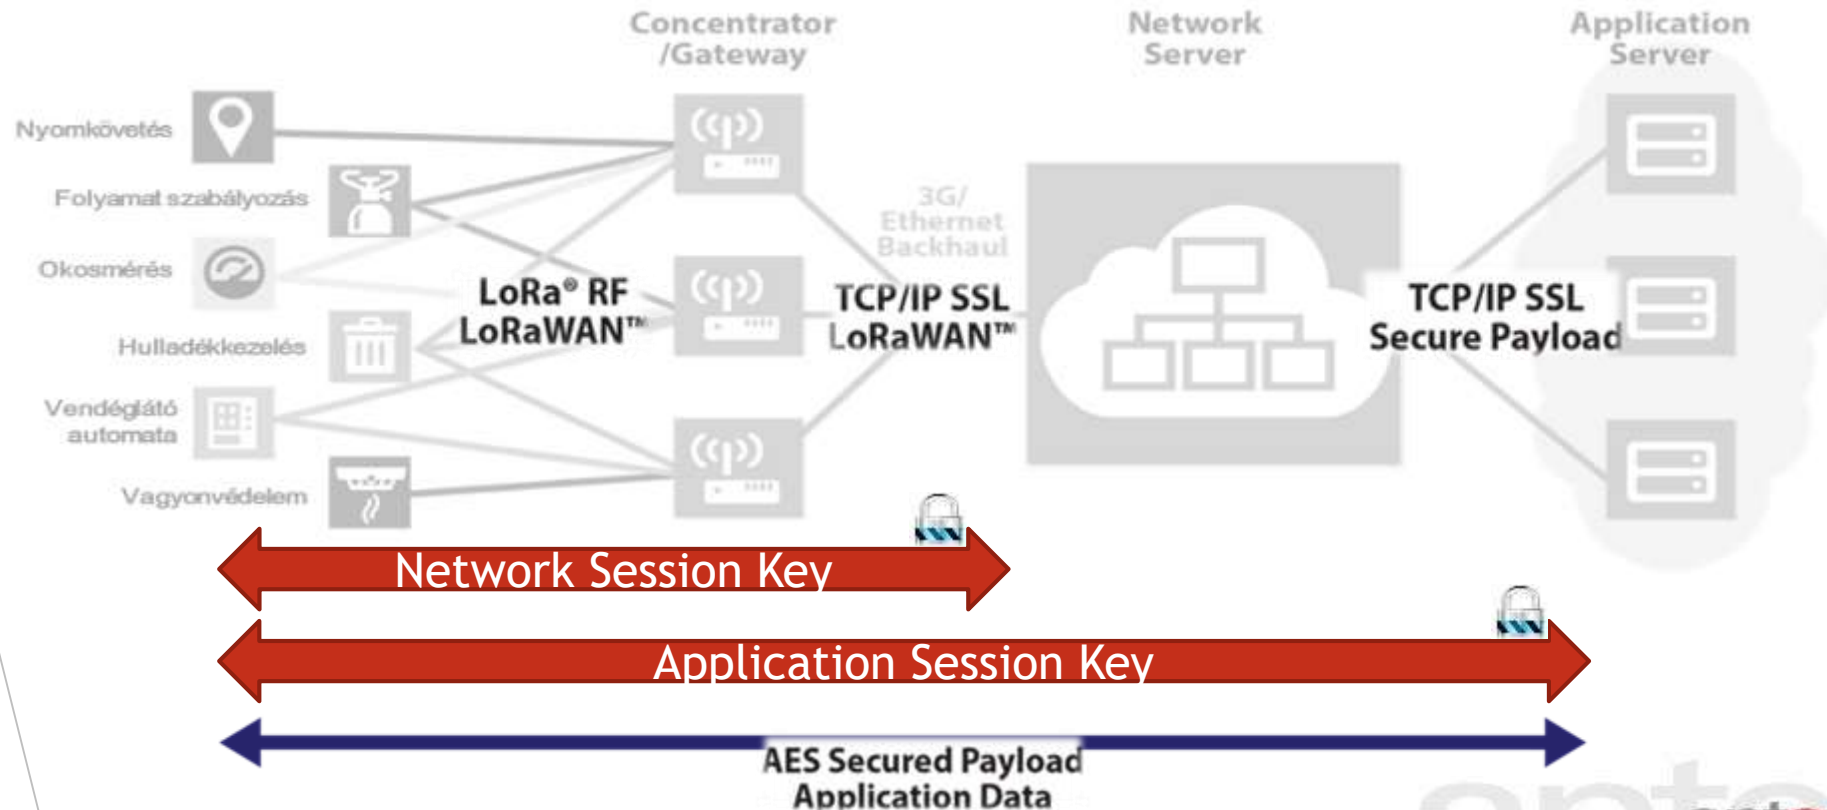 Concentrator
/Gateway
Network
Server
Application
Server
Nyomkövetés
Folyamat szabályozás
Okosmérés
Hulladékkezelés
Vendéglátó
automata
Vagyonvédelem
LoRa® RF
LoRaWAN™
3G/
Ethernet
Backhaul
TCP/IP SSL
LoRaWAN™
TCP/IP SSL
Secure Payload
Network Session Key
Application Session Key
AES Secured Payload
Application Data